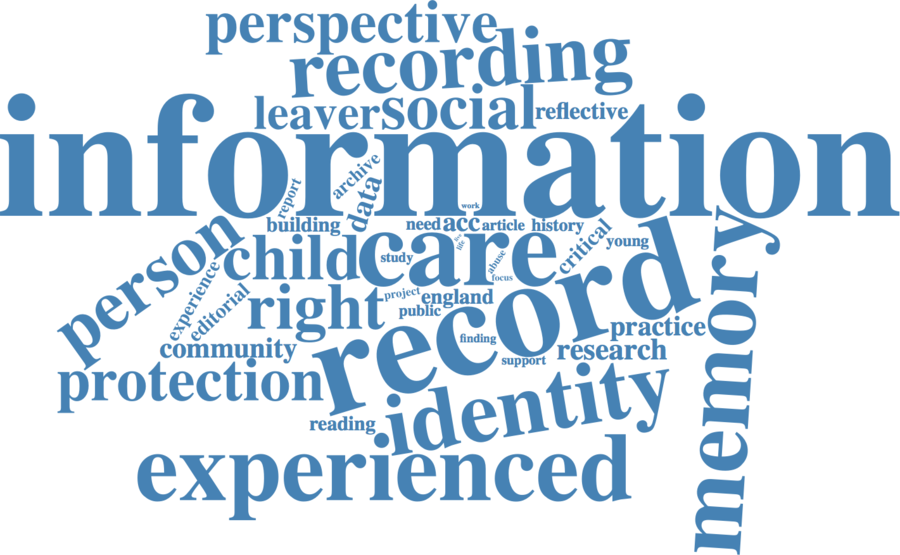 perspective
recording
leaver social reflective
information
archive
report
data
work
building
need acc article history
person
child care
critical
young
life
study
abuse
focus
experience
editorial
right
project
england
public
record
memory
practice
finding
community
research
support
protection
identity
reading
experienced